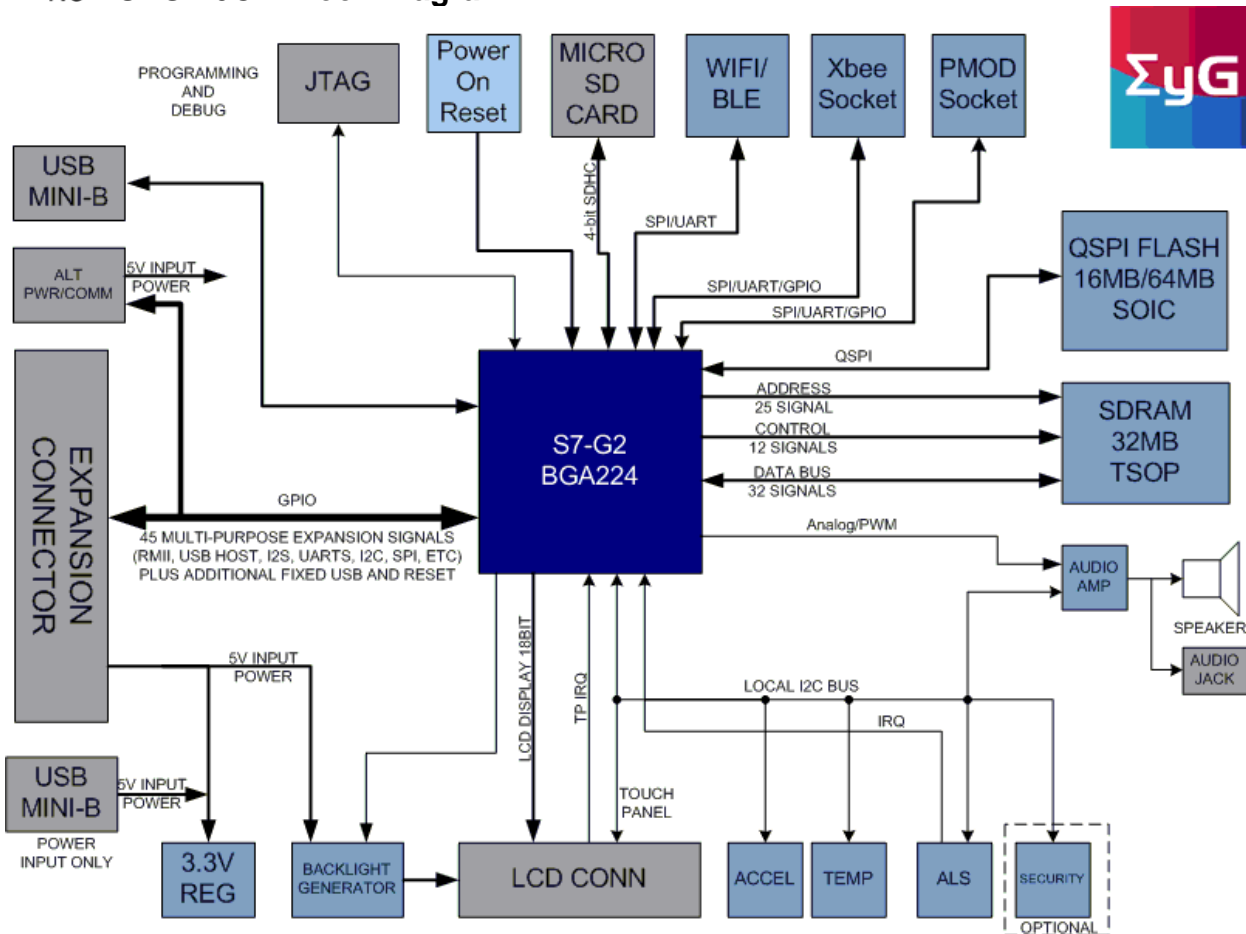 ΣyG
PROGRAMMING
AND
DEBUG
JTAG
Power
On
Reset
MICRO
SD
CARD
WIFI/
BLE
Xbee
Socket
PMOD
Socket
USB
MINI-B
4-bit SDHC
SPI/UART
ALT
PWR/COMM
5V INPUT
POWER
SPI/UART/GPIO
SPI/UART/GPIO
QSPI FLASH
16MB/64MB
SOIC
QSPI
ADDRESS
25 SIGNAL
CONTROL
12 SIGNALS
DATA BUS
32 SIGNALS
SDRAM
32MB
TSOP
S7-G2
BGA224
EXPANSION
CONNECTOR
GPIO
45 MULTI-PURPOSE EXPANSION SIGNALS
(RMII, USB HOST, I2S, UARTS, I2C, SPI, ETC)
PLUS ADDITIONAL FIXED USB AND RESET
Analog/PWM
AUDIO
AMP
SPEAKER
AUDIO
JACK
5V INPUT
POWER
LCD DISPLAY 18BIT
TP IRQ
LOCAL I2C BUS
IRQ
USB
MINI-B
5V INPUT
POWER
POWER
INPUT ONLY
TOUCH
PANEL
3.3V
REG
BACKLIGHT
GENERATOR
LCD CONN
ACCEL
TEMP
ALS
SECURITY
OPTIONAL